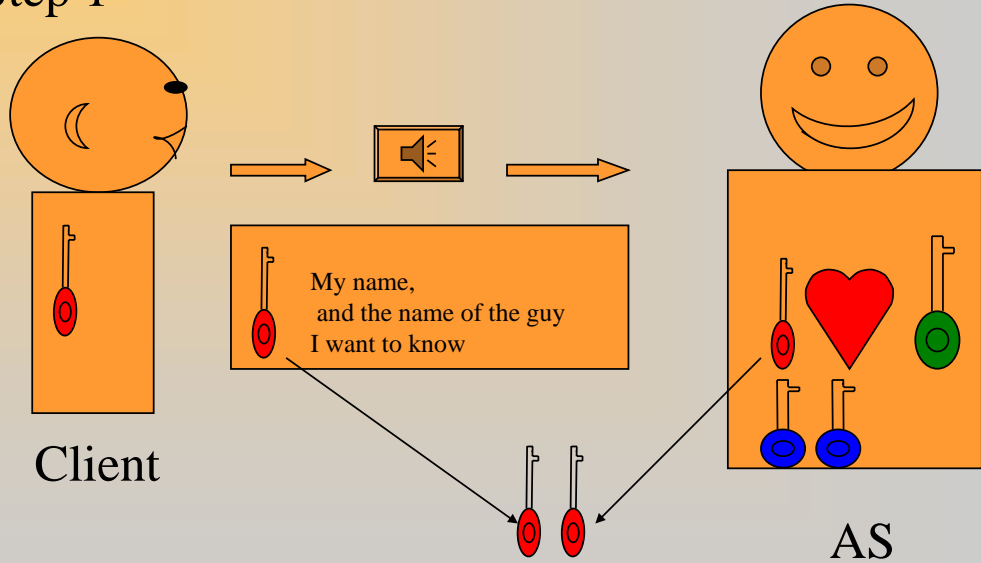 Step 1
My name,
and the name of the guy
I want to know
Client
AS